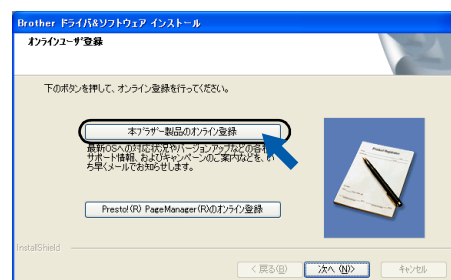 Brother ドライバ&ソフトウェア インストール
オンラインユーザ登録
下のボタンを押して、オンライン登録を行ってください。
本ブラザー製品のオンライン登録
最新OSへの対応状況やバージョンアップなどの各種
サポート情報、およびキャンペーンのご案内などを、い
ち早くメールでお知らせします。
Presto! (R) PageManager(R)のオンライン登録
InstallShield
< 戻る(B)
次へ (N)>
キャンセル